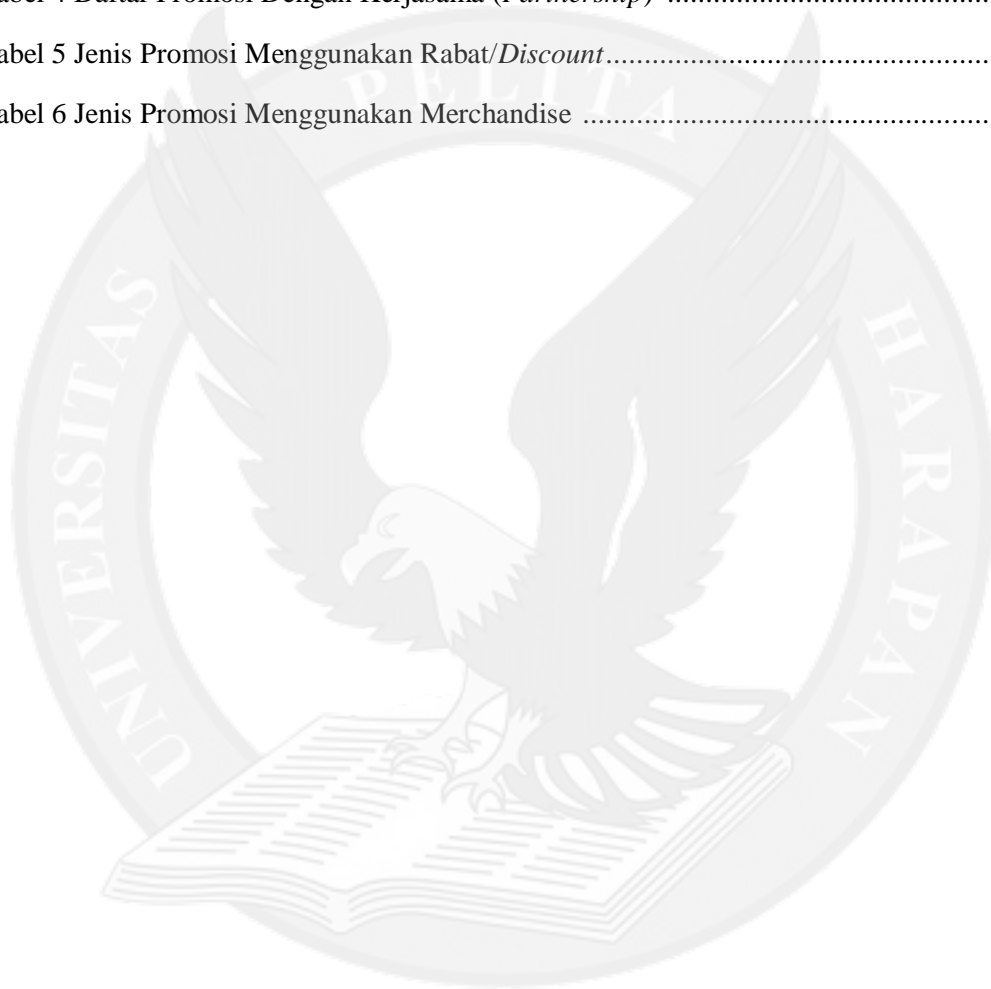 abel 4 Daftar Promosi Dengan Kerjasama (Partnership) ................................................
abel 5 Jenis Promosi Menggunakan Rabat/Discount..........................................................
abel 6 Jenis Promosi Menggunakan Merchandise .............................................................
UNIVERSITAS PELITA HARAPAN